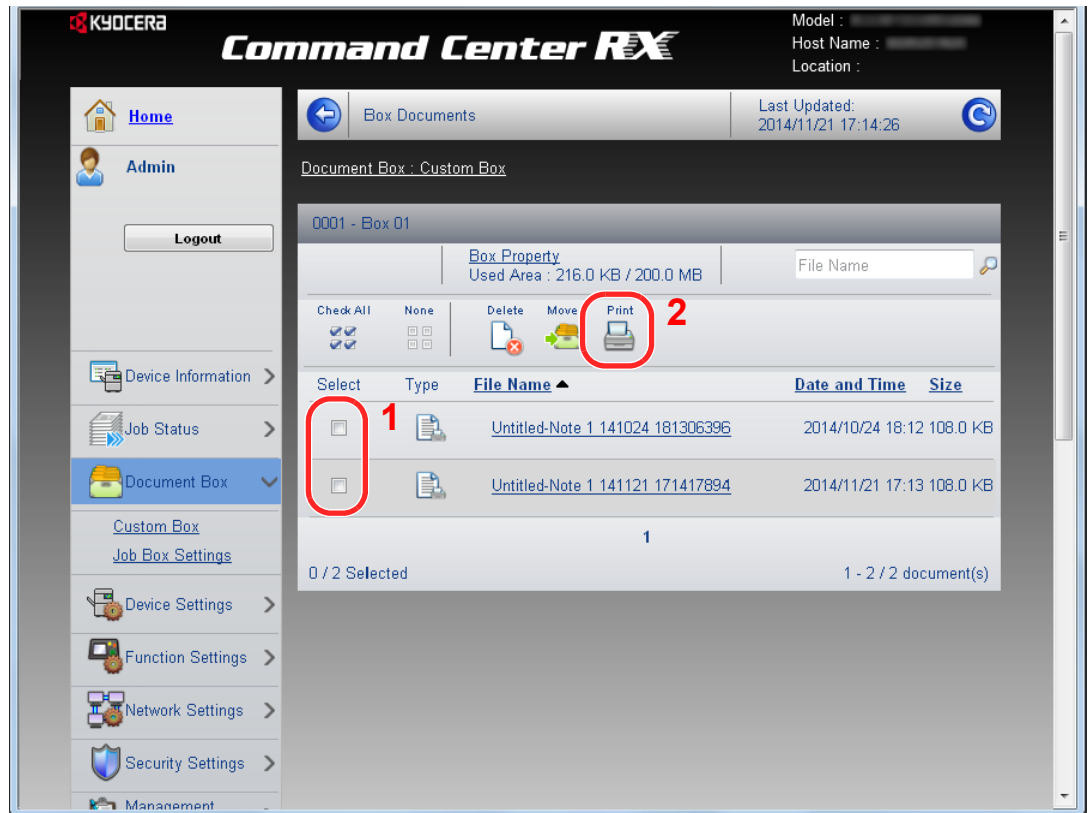 KYOCERA
Command Center RX
Model :
Host Name :
Location :
Home
Admin
Logout
Device Information
Job Status
Document Box
Custom Box
Job Box Settings
Device Settings
Function Settings
Network Settings
Security Settings
Management
Box Documents
Last Updated:
2014/11/21 17:14:26
Document Box : Custom Box
0001 - Box 01
Box Property
Used Area : 216.0 KB / 200.0 MB
File Name
Check All None Delete Move Print 2
Select Type File Name ▲ Date and Time Size
1 Untitled-Note 1 141024 181306396 2014/10/24 18:12 108.0 KB
Untitled-Note 1 141121 171417894 2014/11/21 17:13 108.0 KB
1
0 / 2 Selected 1 - 2 / 2 document(s)